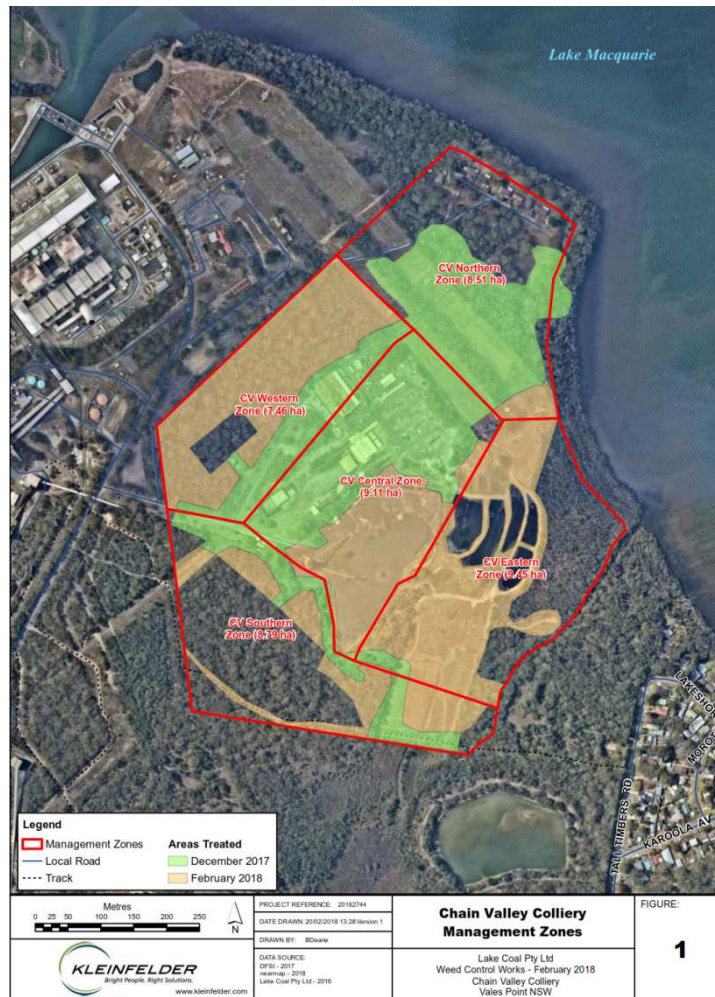 Lake Macquarie
CV Northern
Zone (8.51 ha)
CV Western
Zone (7.46 ha)
CV Central Zone
(9.11 ha)
CV Eastern
Zone (9.45 ha)
CV Southern
Zone (8.79 ha)
TALL TIMBERS RD
KAROOLA AV
Legend
Management Zones
Local Road
Track
Areas Treated
December 2017
February 2018
Metres
0 25 50 100 150 200 250
N
KLEINFELDER
Bright People. Right Solutions.
www.kleinfelder.com
PROJECT REFERENCE: 20182744
DATE DRAWN: 20/02/2018 13:28 Version 1
DRAWN BY: BDeane
DATA SOURCE:
DFSI - 2017
nearmap - 2018
Lake Coal Pty Ltd - 2016
Chain Valley Colliery
Management Zones
Lake Coal Pty Ltd
Weed Control Works - February 2018
Chain Valley Colliery
Vales Point NSW
FIGURE:
1